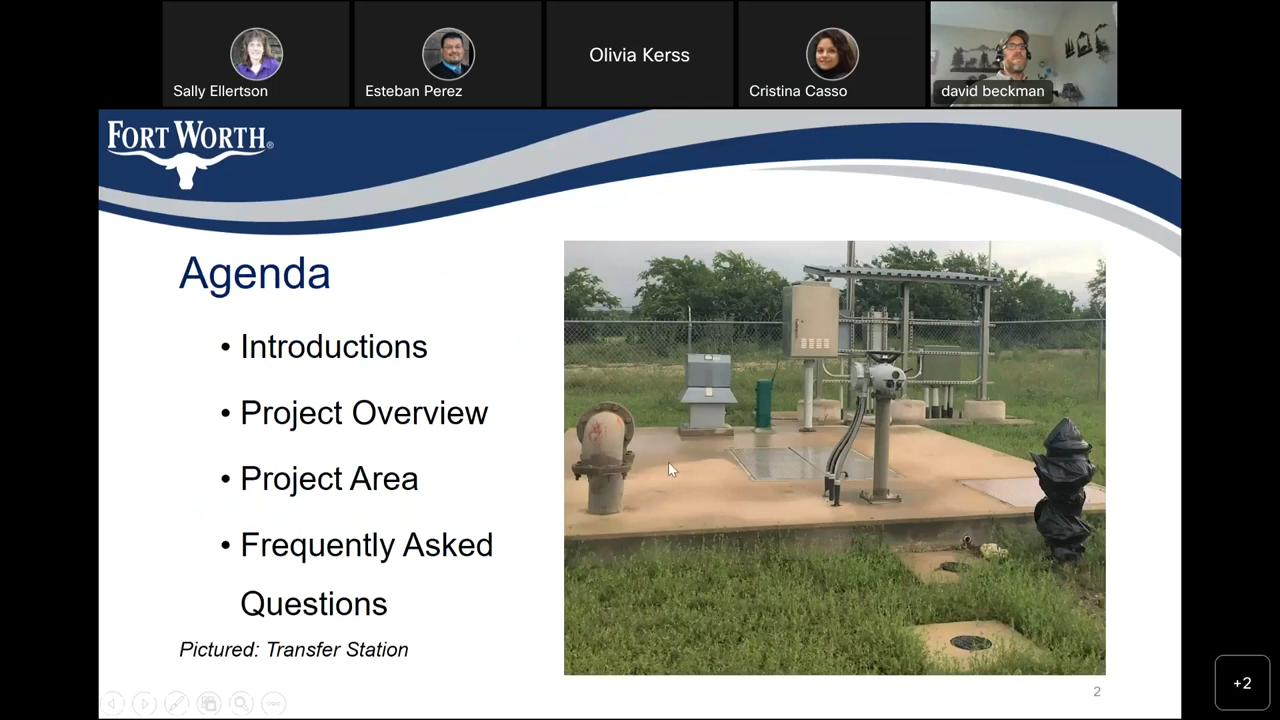 Sally Ellertson
Esteban Perez
Olivia Kerss
Cristina Casso
david beckman
FORT WORTH®
Agenda
• Introductions
• Project Overview
• Project Area
• Frequently Asked
Questions
Pictured: Transfer Station
2
+2